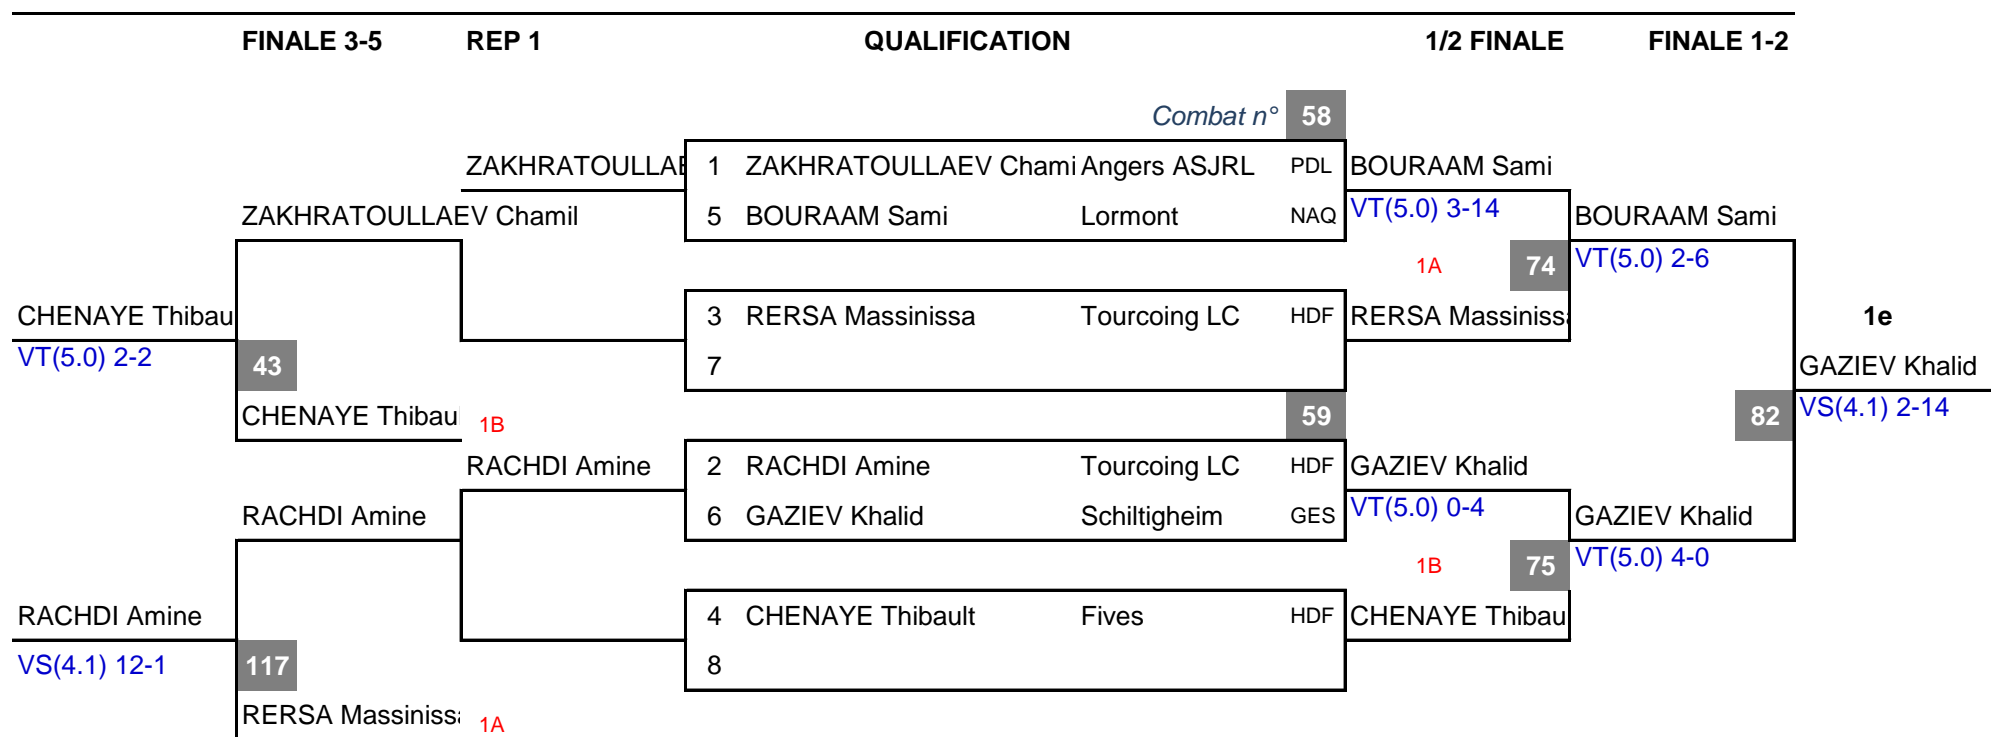 FINALE 3-5 REP 1 QUALIFICATION 1/2 FINALE FINALE 1-2
Combat n° 58
ZAKHRATOULLAE 1 ZAKHRATOULLAEV Chami Angers ASJRL PDL BOURAAM Sami
ZAKHRATOULLAEV Chamil 5 BOURAAM Sami Lormont NAQ VT(5.0) 3-14 BOURAAM Sami
1A 74 VT(5.0) 2-6
CHENAYE Thibau 3 RERSA Massinissa Tourcoing LC HDF RERSA Massiniss 1e
VT(5.0) 2-2 43 7 GAZIEV Khalid
CHENAYE Thibau 1B 59 82 VS(4.1) 2-14
RACHDI Amine 2 RACHDI Amine Tourcoing LC HDF GAZIEV Khalid
RACHDI Amine 6 GAZIEV Khalid Schiltigheim GES VT(5.0) 0-4 GAZIEV Khalid
1B 75 VT(5.0) 4-0
RACHDI Amine 4 CHENAYE Thibault Fives HDF CHENAYE Thibau
VS(4.1) 12-1 117 8
RERSA Massiniss 1A